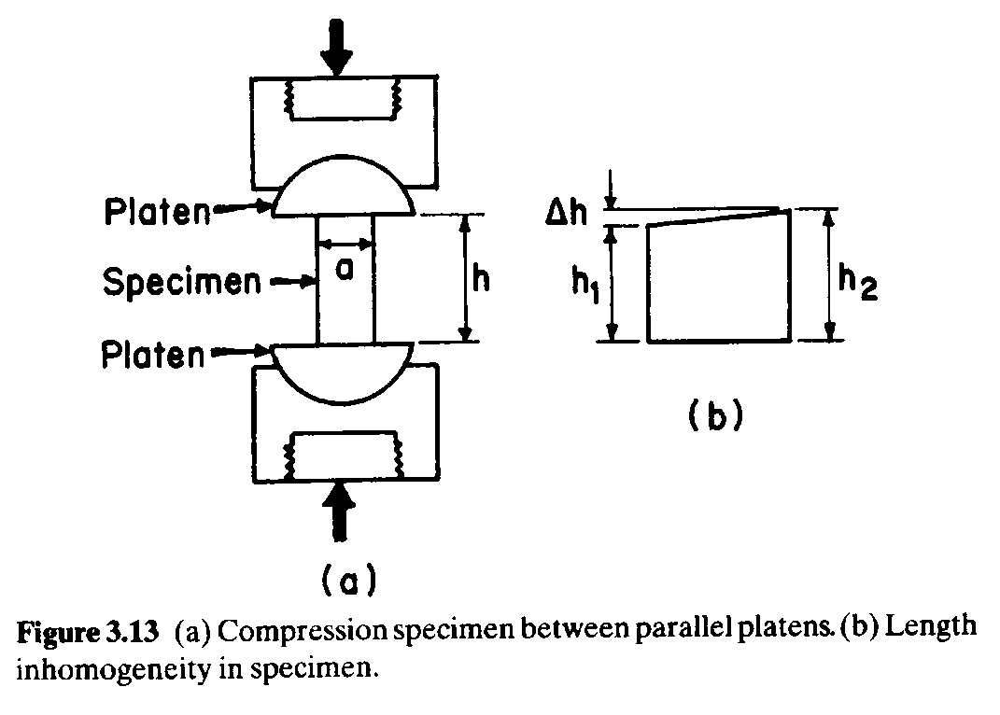 Platen
Specimen
Platen
a
h
Δh
h₁
h₂
(a)
(b)
Figure 3.13 (a) Compression specimen between parallel platens. (b) Length
inhomogeneity in specimen.